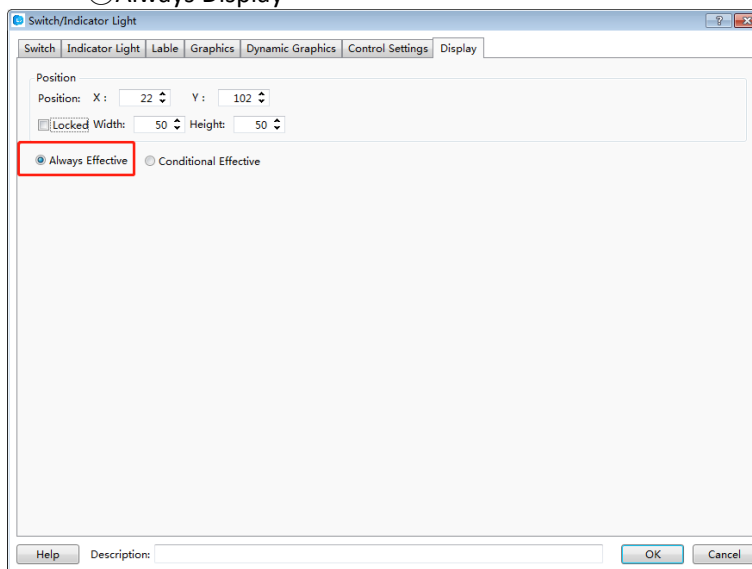 Always Display
Switch/Indicator Light
Switch Indicator Light Lable Graphics Dynamic Graphics Control Settings Display
Position
Position: X : 22 Y : 102
Locked Width: 50 Height: 50
Always Effective Conditional Effective
Help Description: OK Cancel